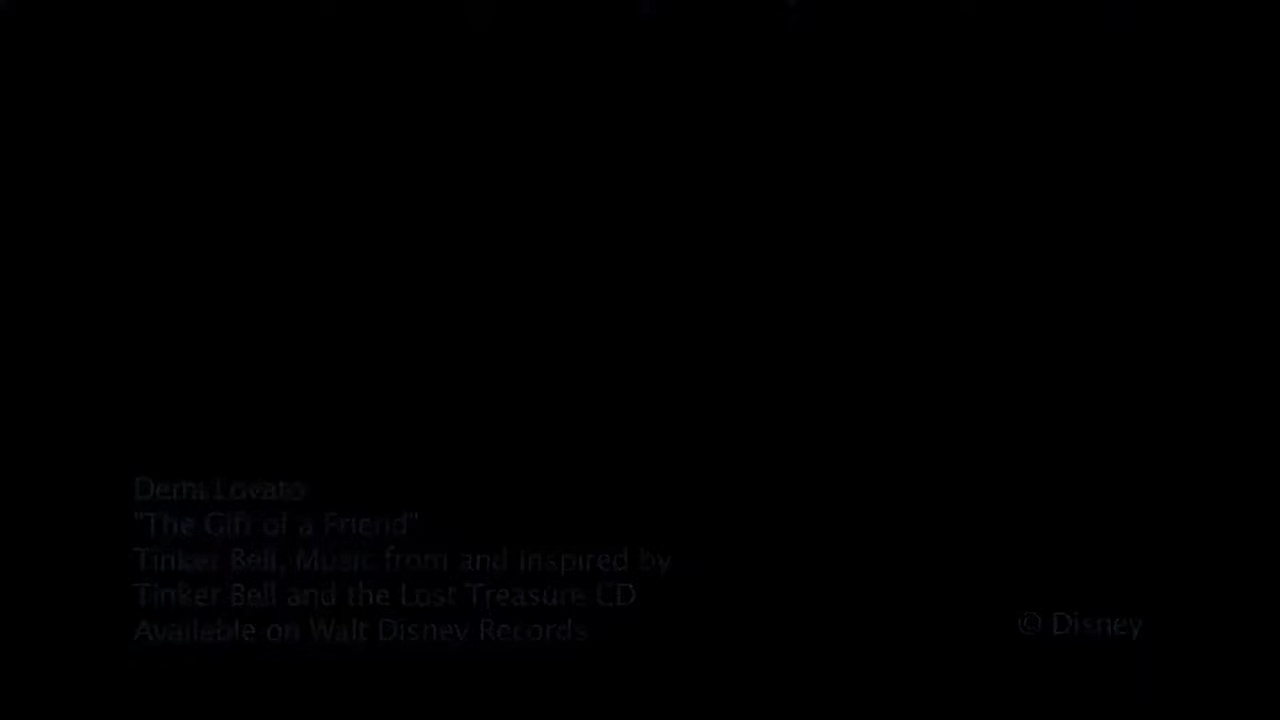 Demi Lovato
"The Gift of a Friend"
Tinker Bell, Music from and Inspired by
Tinker Bell and the Lost Treasure CD
Available on Walt Disney Records
© Disney